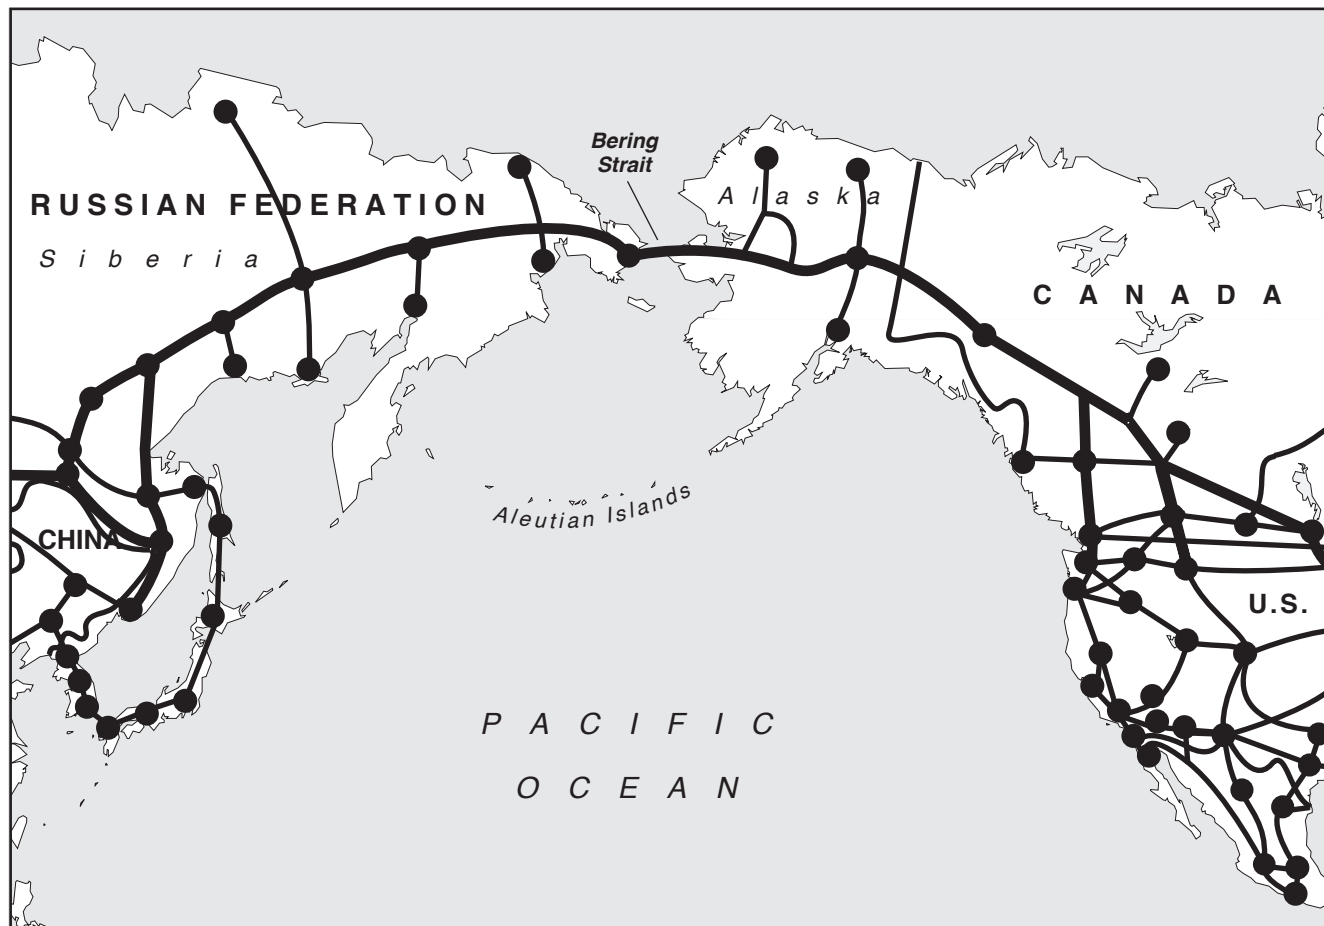 Bering
Strait
Alaska
RUSSIAN FEDERATION
Siberia
CANADA
Aleutian Islands
CHINA
U.S.
PACIFIC
OCEAN